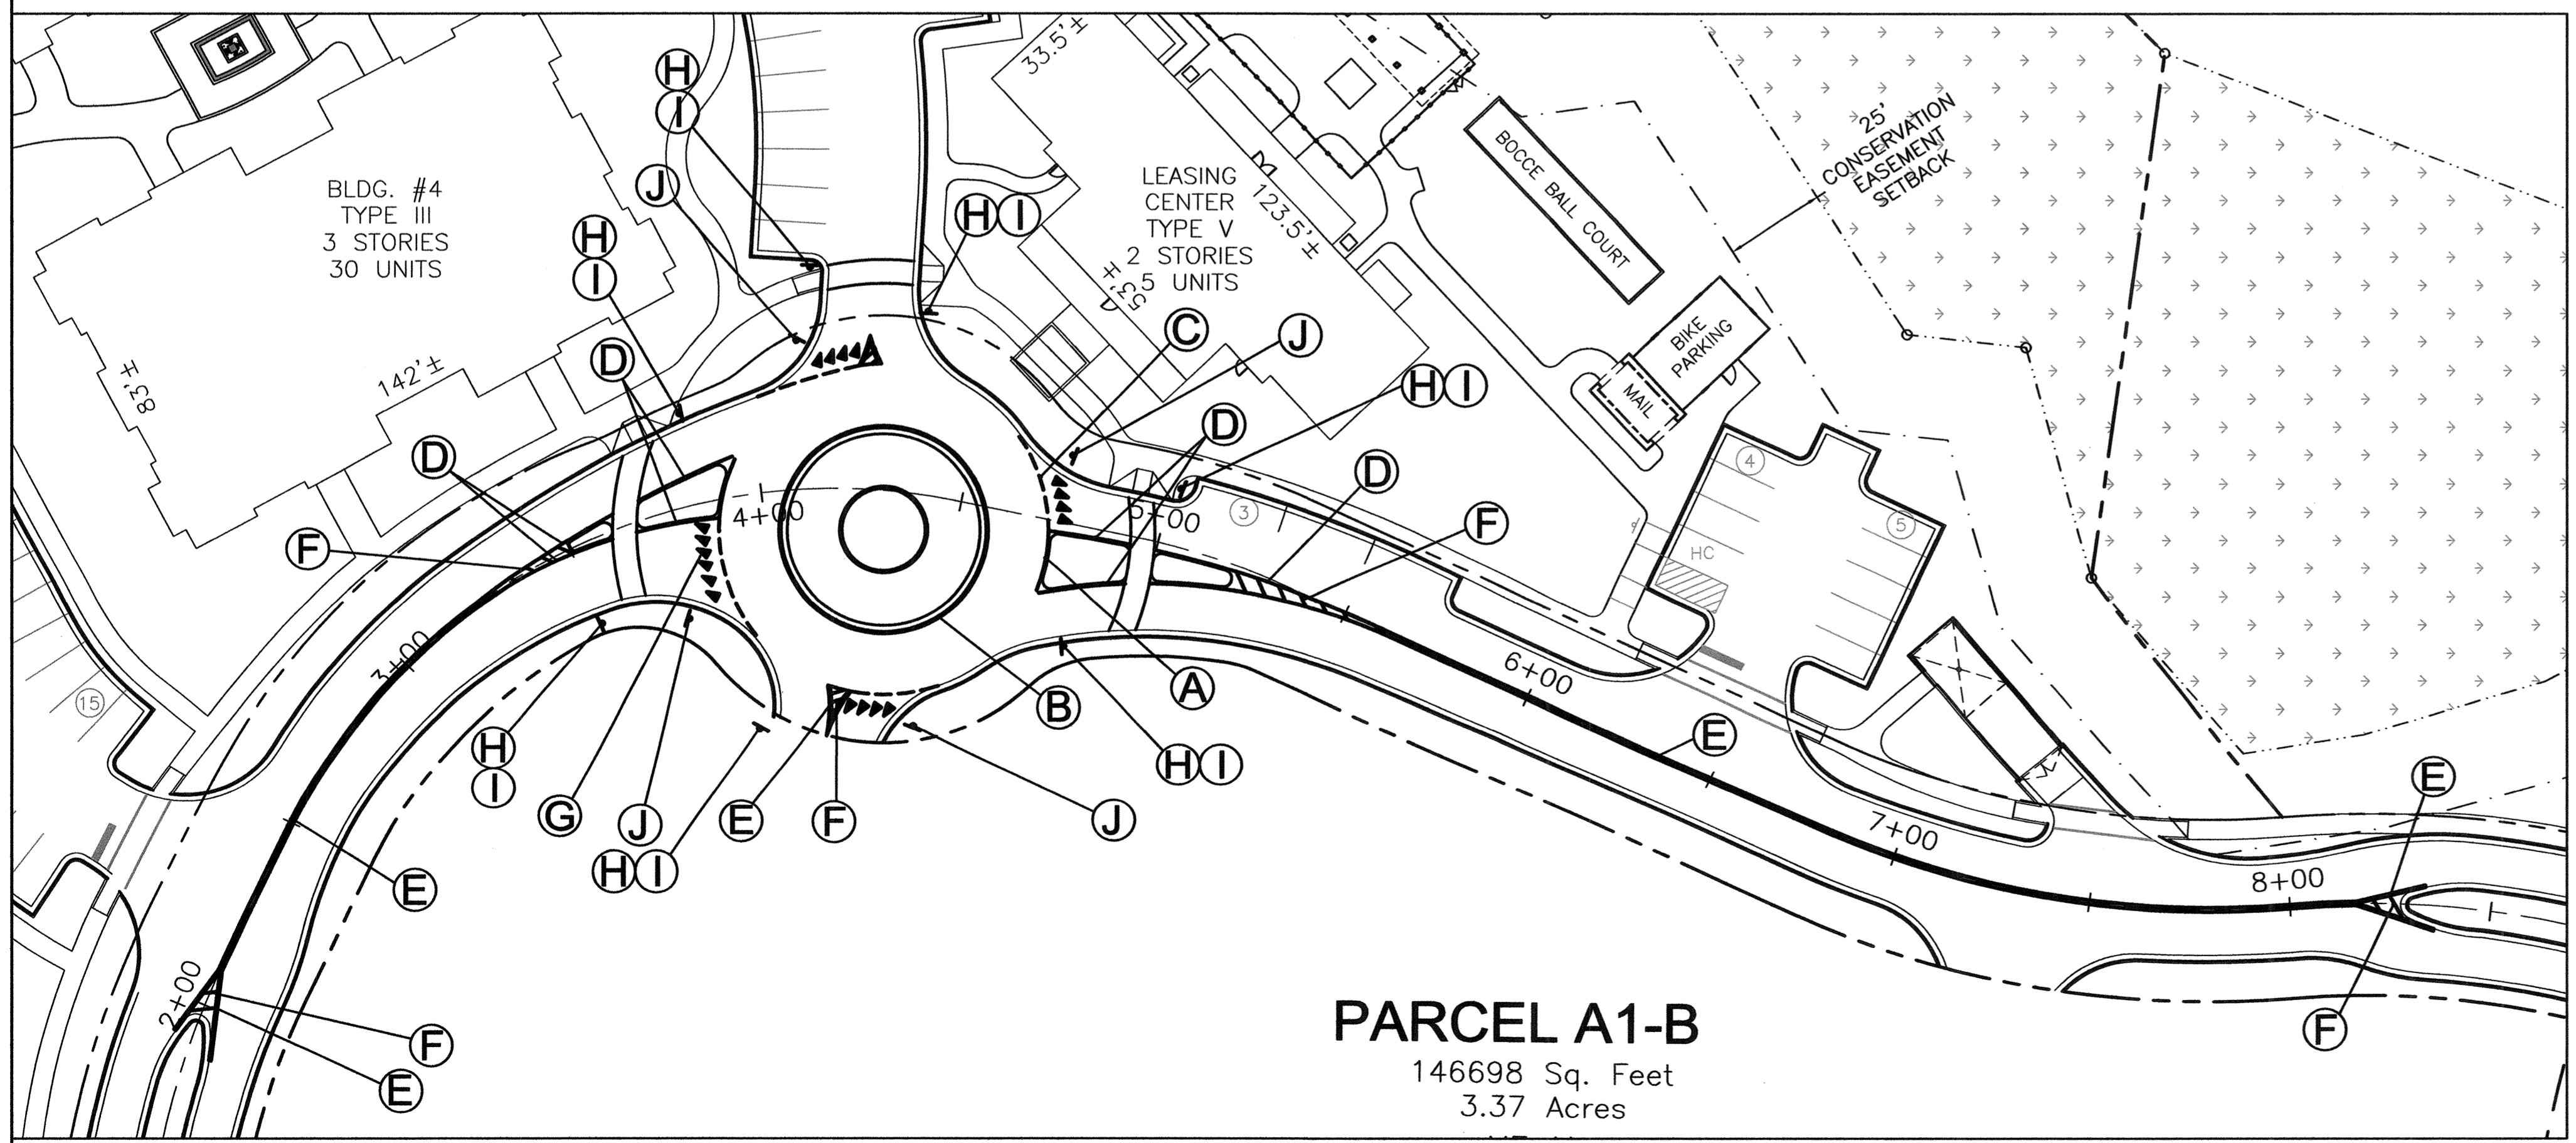 33.5'±
H
I
J
BLDG. #4
TYPE III
3 STORIES
30 UNITS
H
I
H I
LEASING
CENTER
TYPE V
2 STORIES
5 UNITS
123.5'±
53'±
BOCCE BALL COURT
25'
CONSERVATION
EASEMENT
SETBACK
BIKE
PARKING
MAIL
C
J
H I
D
83'±
142'±
D
D
D
F
F
4+00
5+00
3
4
5
HC
3+00
15
6+00
A
B
E
H
I
G
J
H I
E
F
J
H I
E
7+00
8+00
E
2+00
F
E
F
PARCEL A1-B
146698 Sq. Feet
3.37 Acres